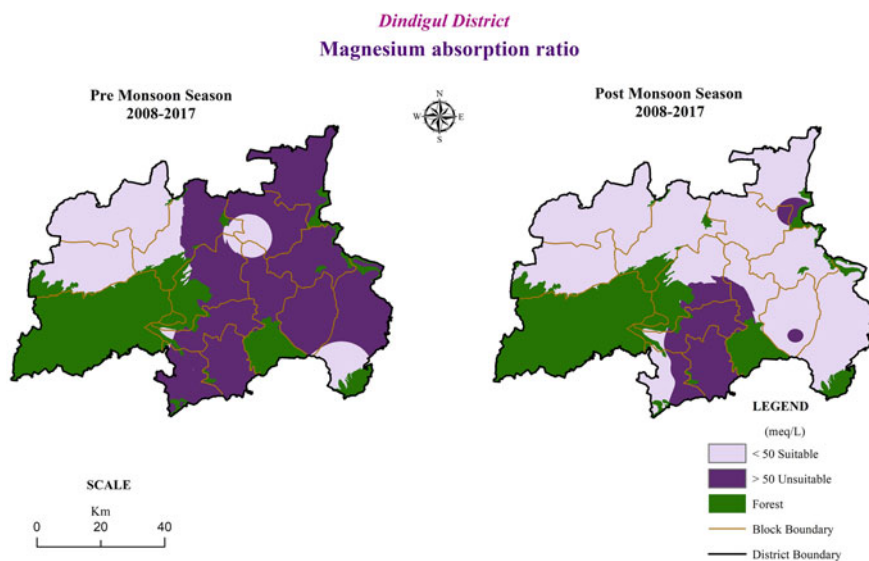 Dindigul District
Magnesium absorption ratio
Pre Monsoon Season
2008-2017
N
W E
S
Post Monsoon Season
2008-2017
SCALE
Km
0 20 40
LEGEND
(meq/L)
< 50 Suitable
> 50 Unsuitable
Forest
Block Boundary
District Boundary